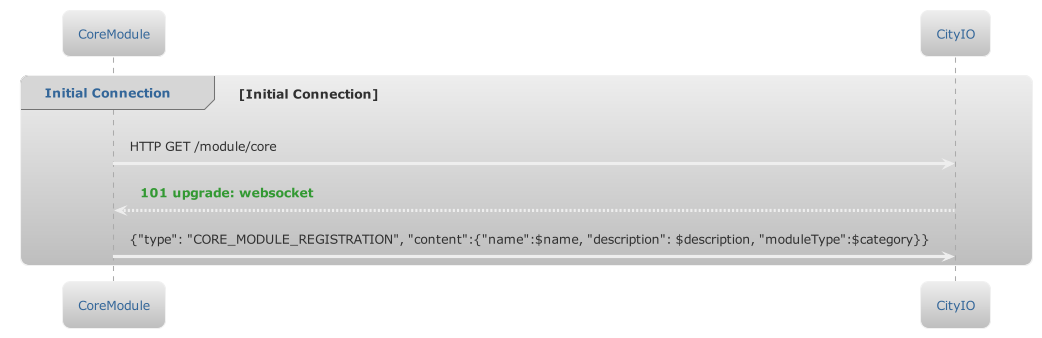 CoreModule
CityIO
Initial Connection
[Initial Connection]
HTTP GET /module/core
101 upgrade: websocket
{"type": "CORE_MODULE_REGISTRATION", "content":{"name":$name, "description": $description, "moduleType":$category}}
CoreModule
CityIO